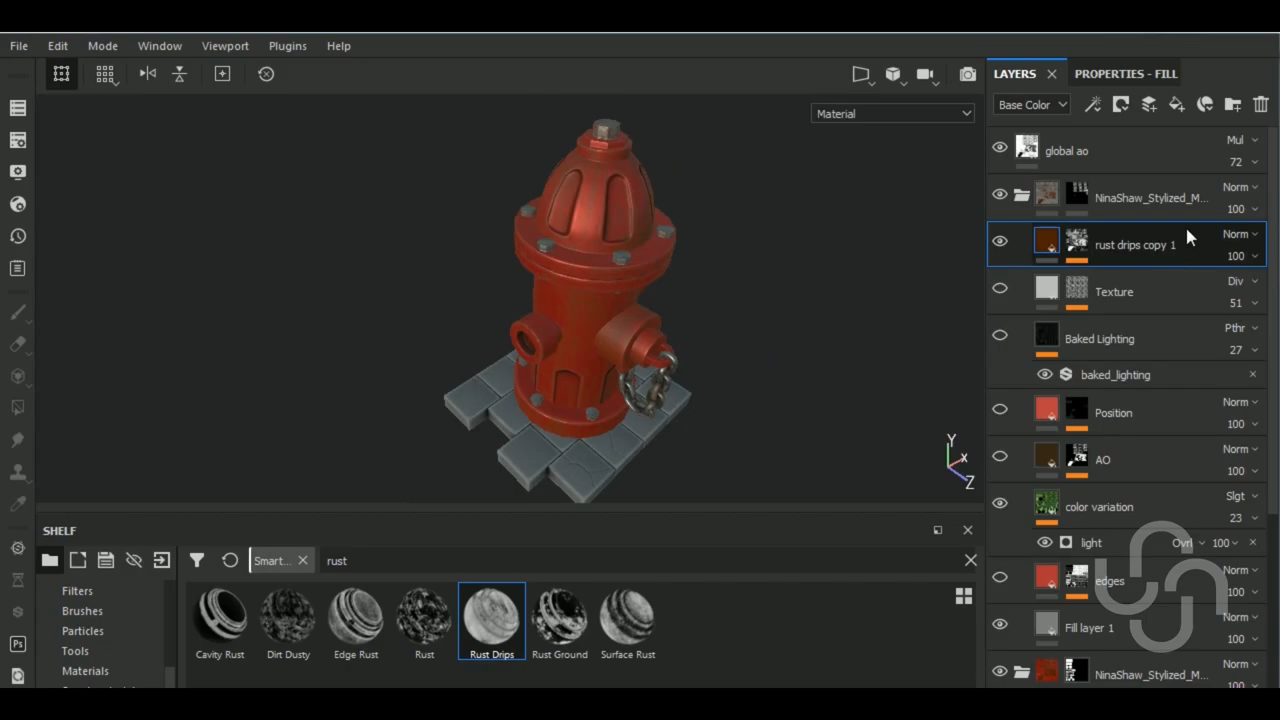 File Edit Mode Window Viewport Plugins Help
LAYERS
PROPERTIES - FILL
Base Color
Material
global ao
Mul
72
NinaShaw_Stylized_M...
Norm
100
rust drips copy 1
Norm
100
Texture
Div
51
Baked Lighting
Pthr
27
baked_lighting
Position
Norm
100
AO
Norm
100
color variation
Slgt
23
light
Ovrl
100
edges
Norm
100
Fill layer 1
Norm
100
NinaShaw_Stylized_M...
Norm
100
Y
X
Z
SHELF
Smart...
rust
Filters
Brushes
Particles
Tools
Materials
Cavity Rust
Dirt Dusty
Edge Rust
Rust
Rust Drips
Rust Ground
Surface Rust
Ps